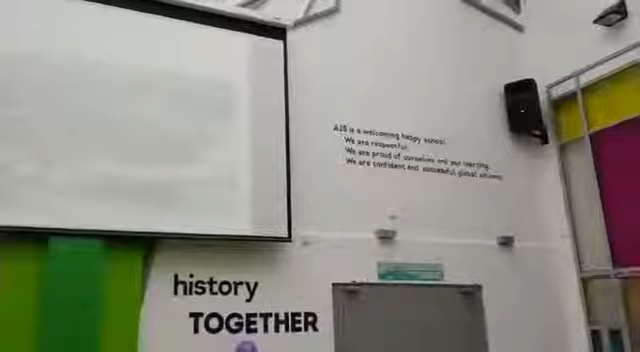 AJS is a welcoming happy school.
We are respectful.
We are proud of ourselves and our learning.
We are confident and successful global citizens.
history
TOGETHER